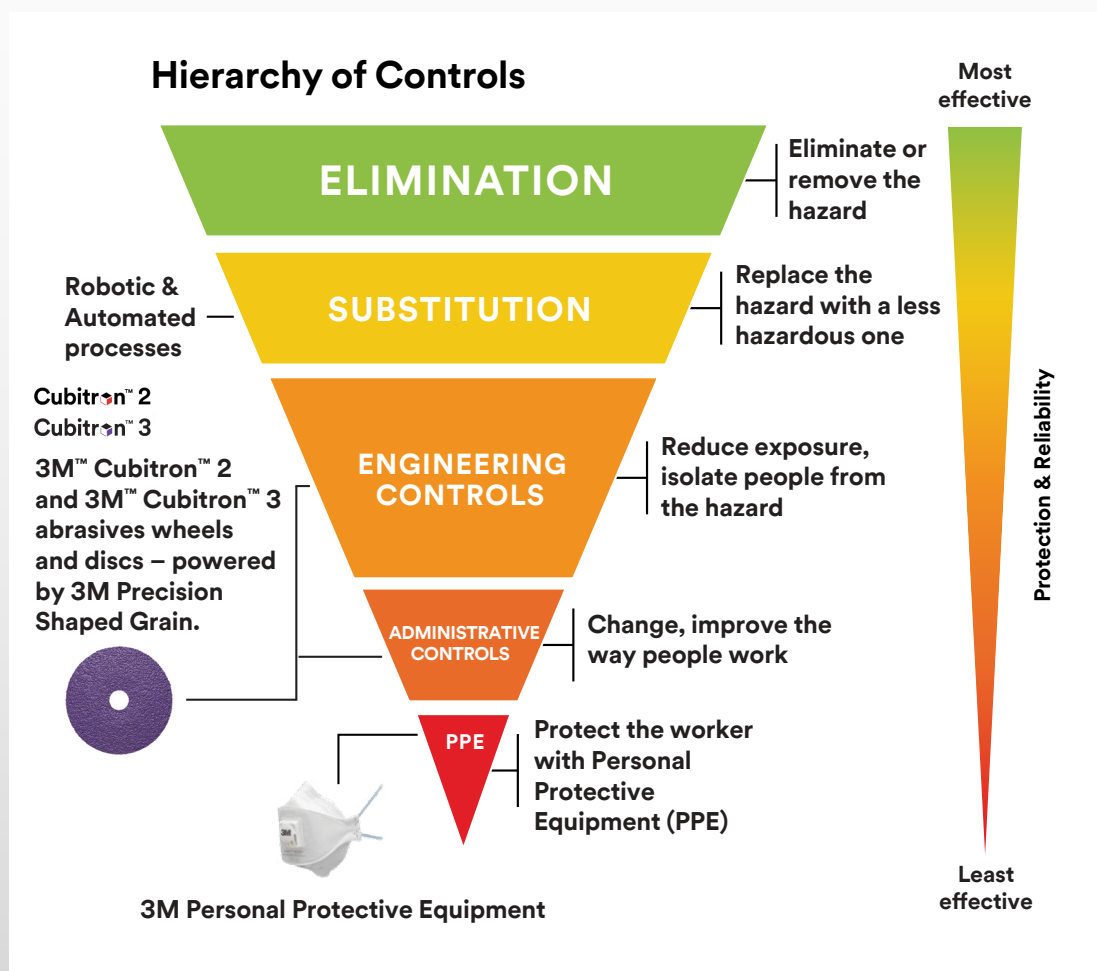 Hierarchy of Controls
Most
effective
ELIMINATION
Eliminate or
remove the
hazard
Robotic &
Automated
processes
SUBSTITUTION
Replace the
hazard with a less
hazardous one
Cubitron™ 2
Cubitron™ 3
3M™ Cubitron™ 2
and 3M™ Cubitron™ 3
abrasives wheels
and discs – powered
by 3M Precision
Shaped Grain.
ENGINEERING
CONTROLS
Reduce exposure,
isolate people from
the hazard
Protection & Reliability
ADMINISTRATIVE
CONTROLS
Change, improve the
way people work
PPE
Protect the worker
with Personal
Protective
Equipment (PPE)
3M
3M Personal Protective Equipment
Least
effective